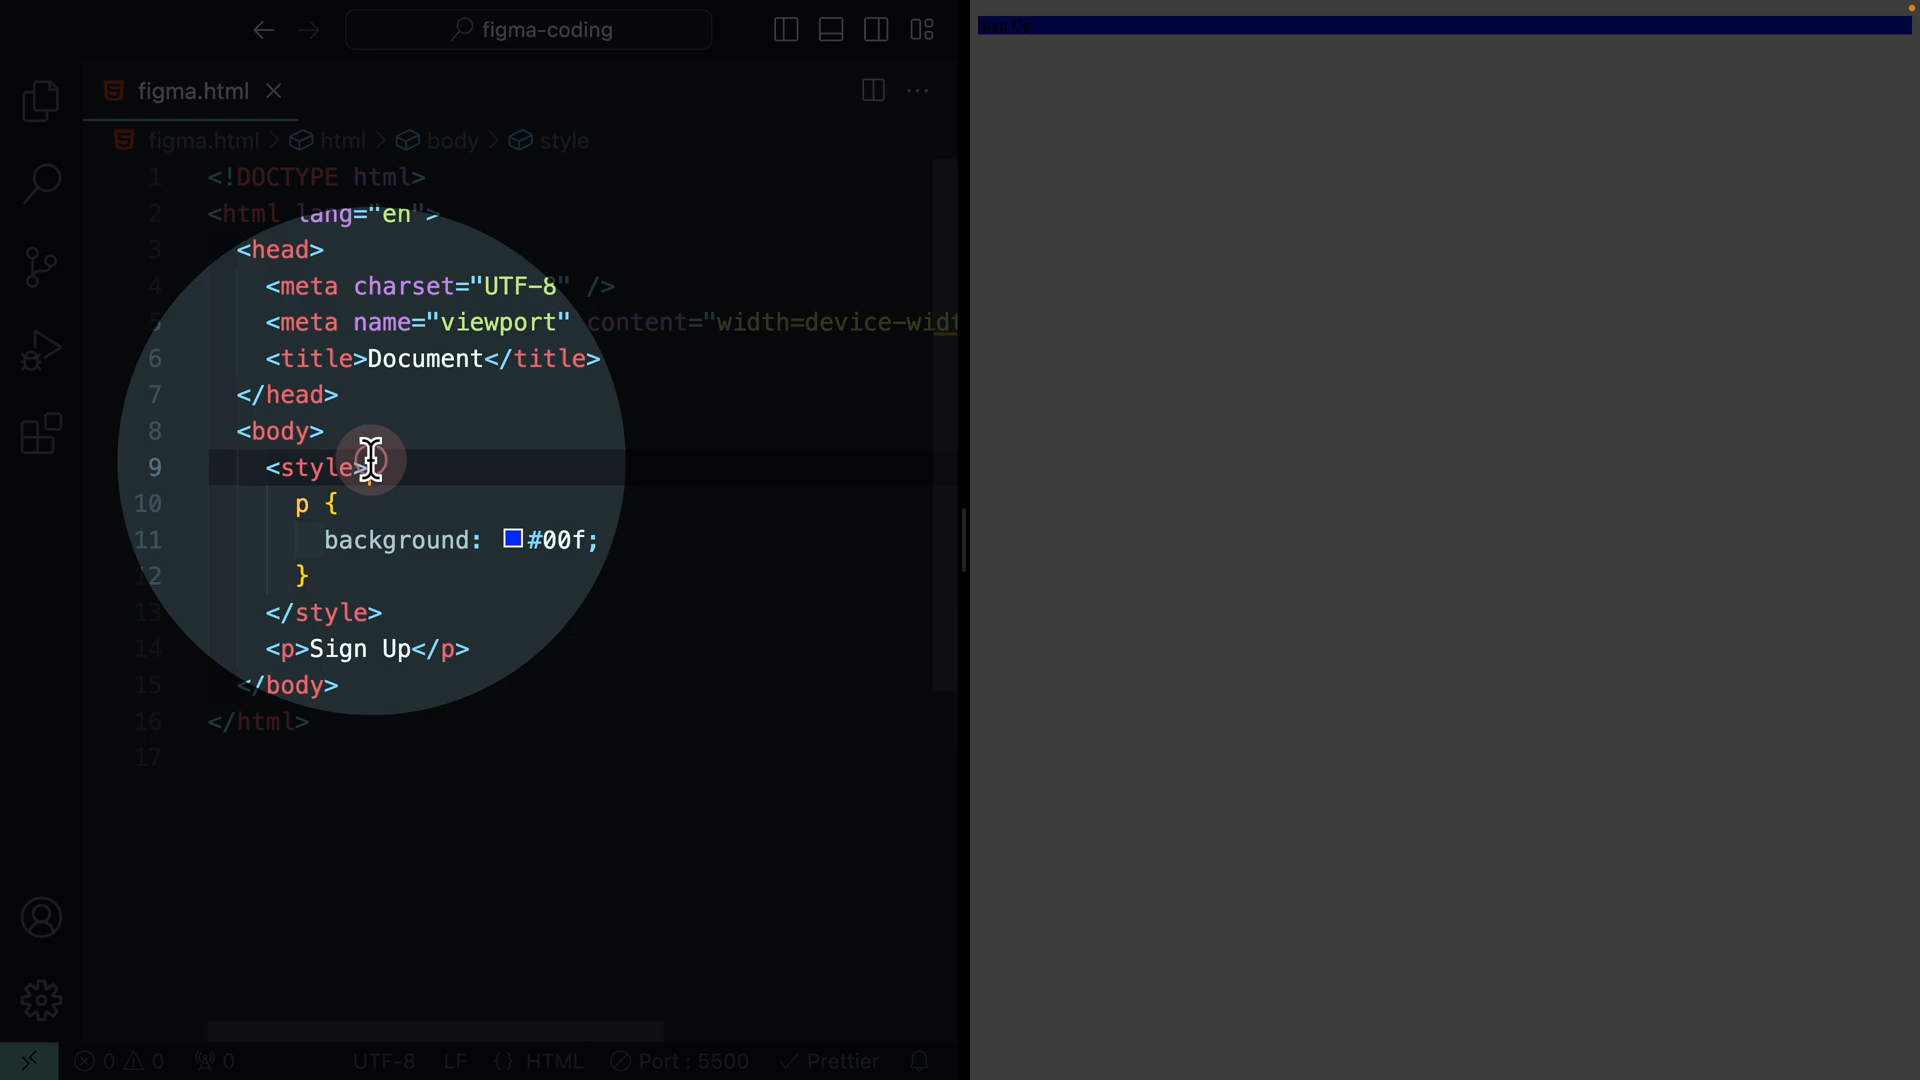 figma-coding
figma.html
figma.html > html > body > style
1 <!DOCTYPE html>
2 <html lang="en">
3 <head>
4 <meta charset="UTF-8" />
5 <meta name="viewport" content="width=device-widt
6 <title>Document</title>
7 </head>
8 <body>
9 <style>
10 p {
11 background: #00f;
12 }
13 </style>
14 <p>Sign Up</p>
15 </body>
16 </html>
17
0 0 0 UTF-8 LF {} HTML Port : 5500 Prettier
Sign Up